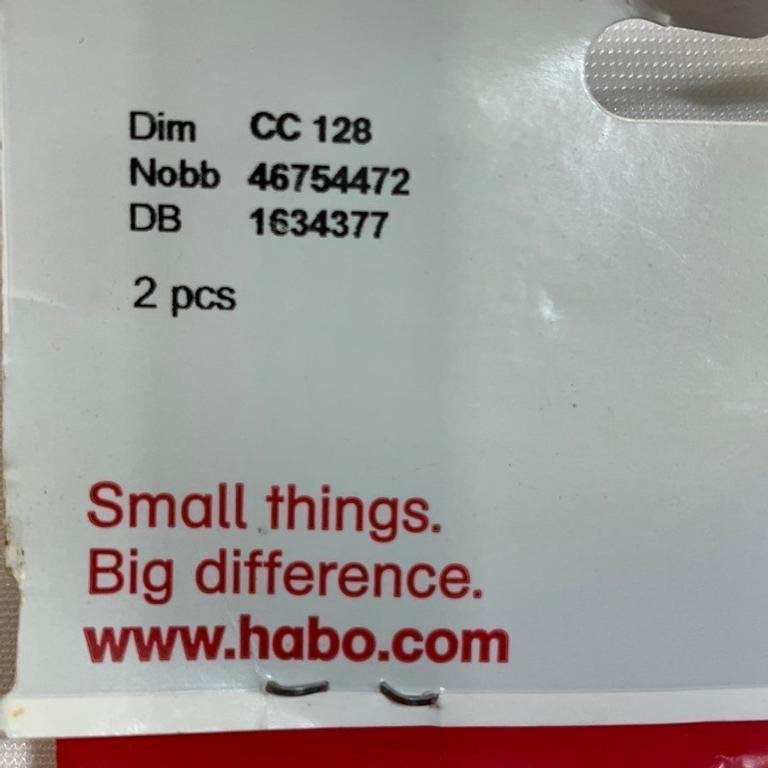 Dim CC 128
Nobb 46754472
DB 1634377
2 pcs
Small things.
Big difference.
www.habo.com